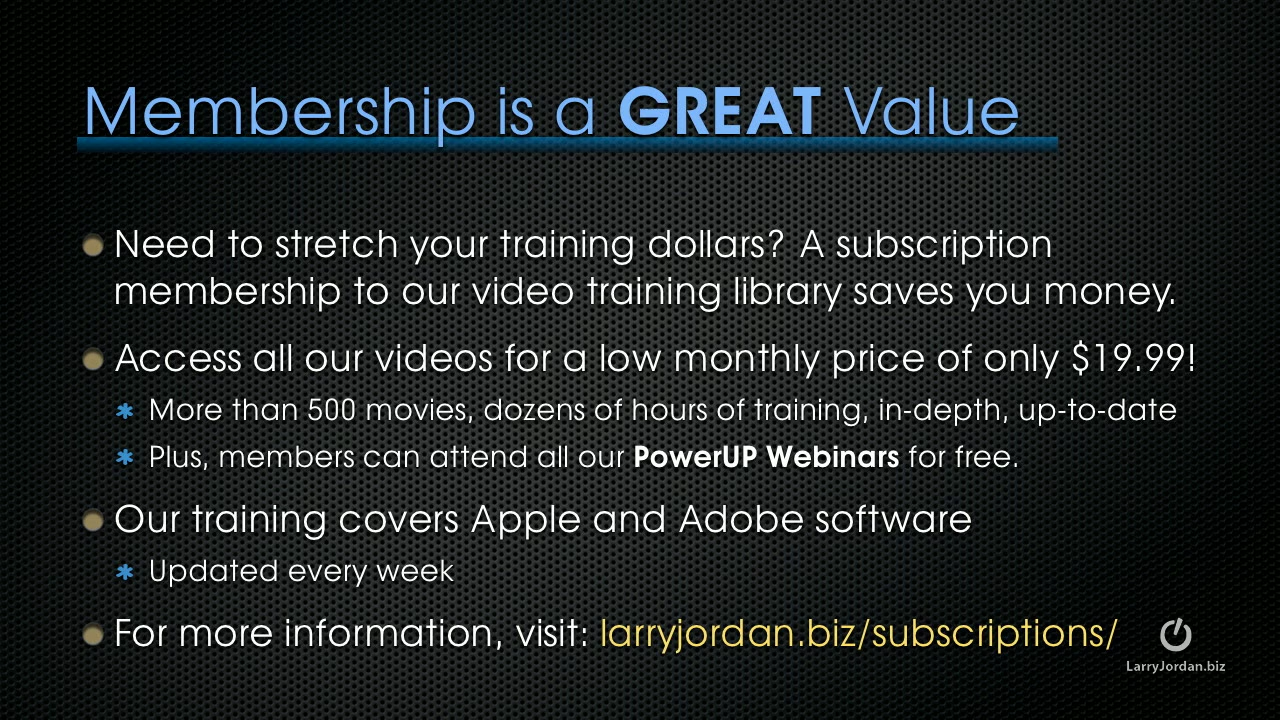 Membership is a GREAT Value
Need to stretch your training dollars? A subscription
membership to our video training library saves you money.
Access all our videos for a low monthly price of only $19.99!
More than 500 movies, dozens of hours of training, in-depth, up-to-date
Plus, members can attend all our PowerUP Webinars for free.
Our training covers Apple and Adobe software
Updated every week
For more information, visit: larryjordan.biz/subscriptions/
LarryJordan.biz